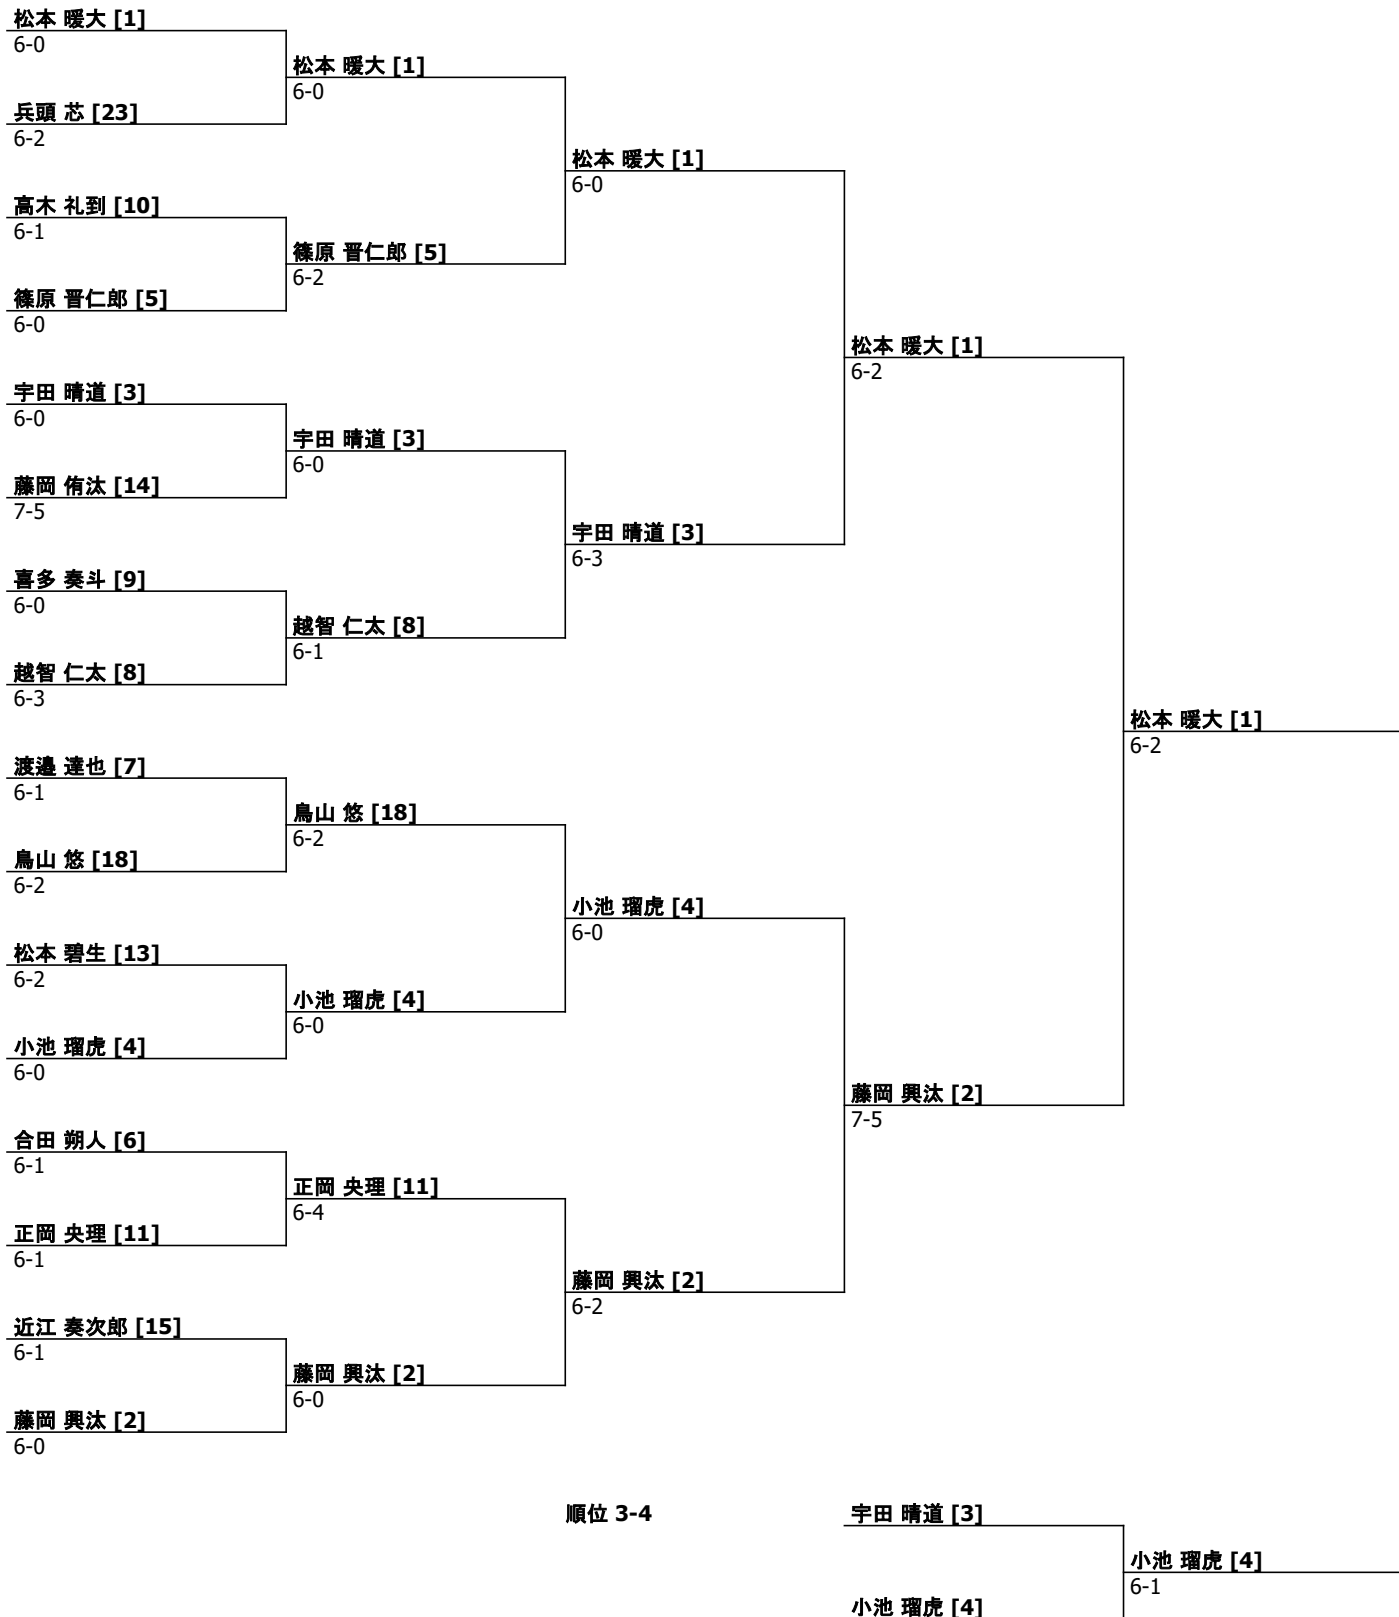 松本 暖大 [1]
6-0
兵頭 芯 [23]
6-2
高木 礼到 [10]
6-1
篠原 晋仁郎 [5]
6-0
宇田 晴道 [3]
6-0
藤岡 侑汰 [14]
7-5
喜多 奏斗 [9]
6-0
越智 仁太 [8]
6-3
渡邉 達也 [7]
6-1
鳥山 悠 [18]
6-2
松本 碧生 [13]
6-2
小池 瑠虎 [4]
6-0
合田 朔人 [6]
6-1
正岡 央理 [11]
6-1
近江 奏次郎 [15]
6-1
藤岡 興汰 [2]
6-0
松本 暖大 [1]
6-0
篠原 晋仁郎 [5]
6-2
宇田 晴道 [3]
6-0
越智 仁太 [8]
6-1
鳥山 悠 [18]
6-2
小池 瑠虎 [4]
6-0
正岡 央理 [11]
6-4
藤岡 興汰 [2]
6-0
松本 暖大 [1]
6-0
宇田 晴道 [3]
6-3
小池 瑠虎 [4]
6-0
藤岡 興汰 [2]
6-2
松本 暖大 [1]
6-2
藤岡 興汰 [2]
7-5
松本 暖大 [1]
6-2
順位 3-4
宇田 晴道 [3]
小池 瑠虎 [4]
小池 瑠虎 [4]
6-1